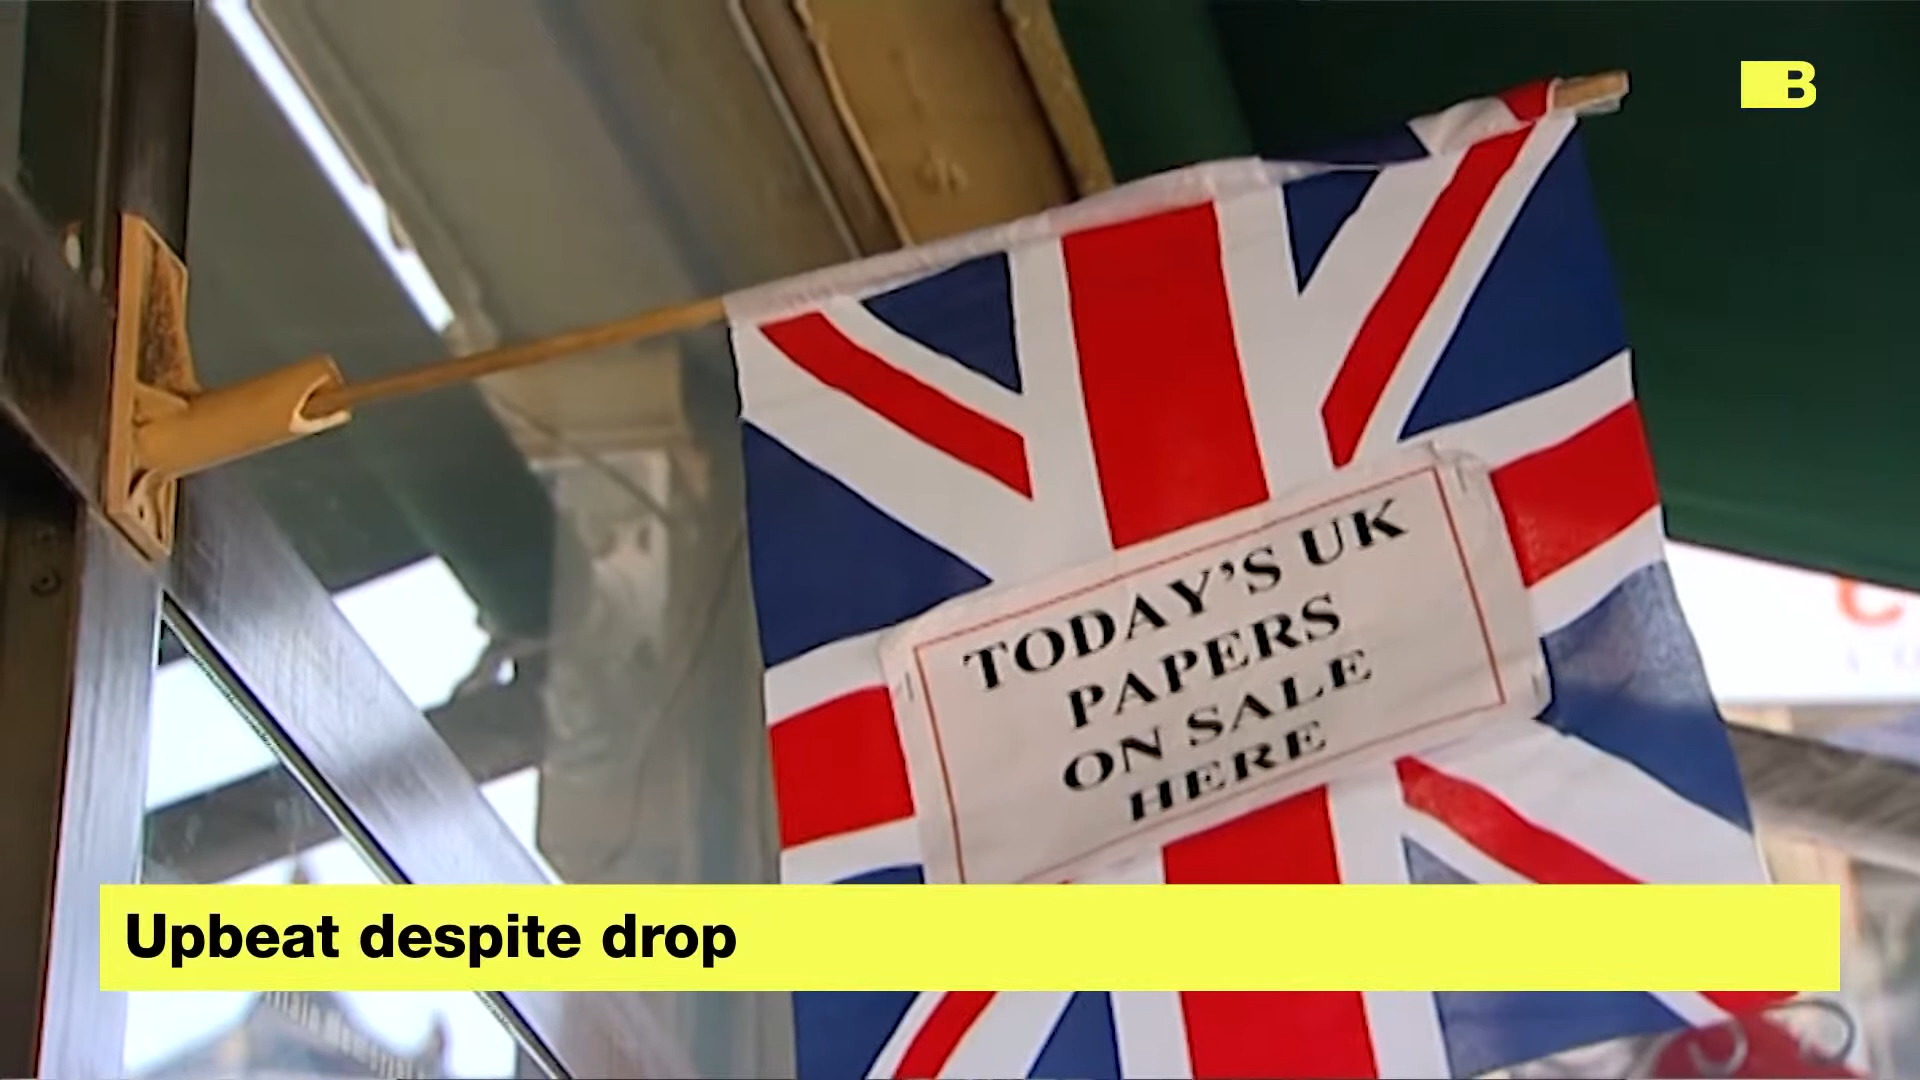 B
TODAY'S UK
PAPERS
ON SALE
HERE
Upbeat despite drop